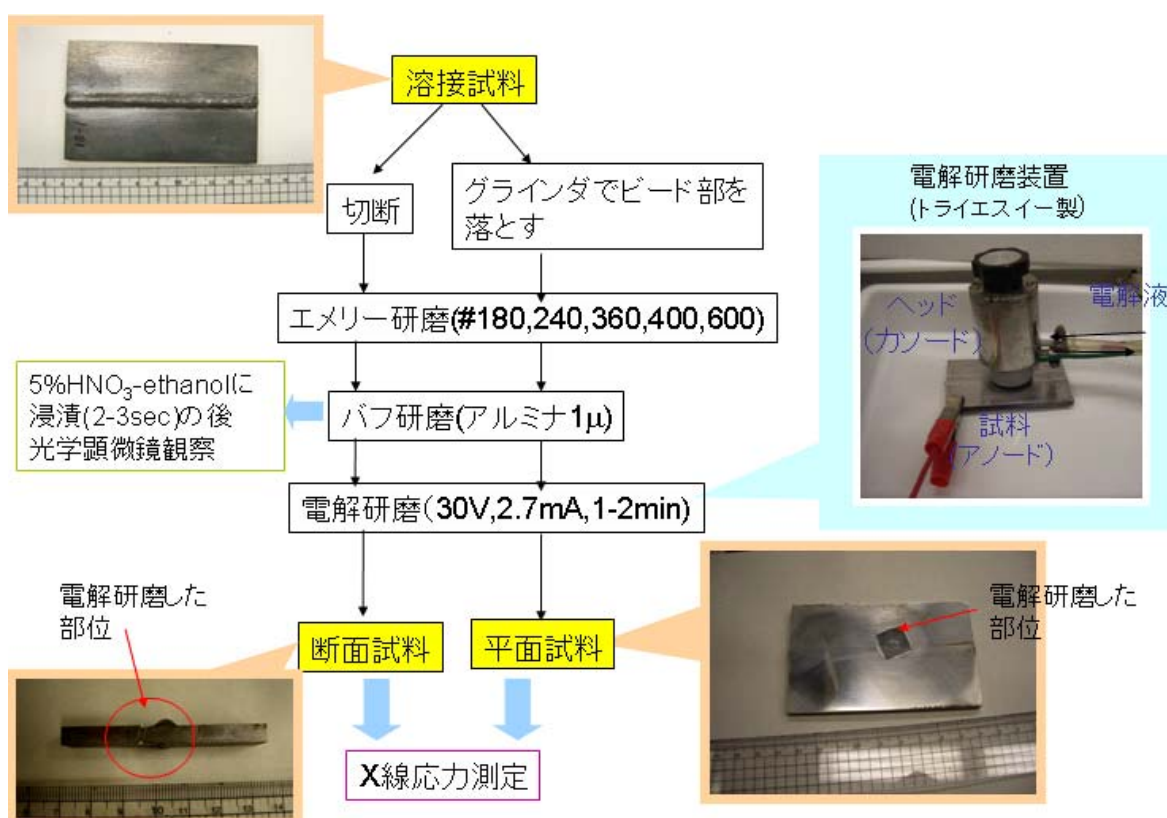 溶接試料
切断
グラインダでビード部を
落とす
電解研磨装置
(トライエスイー製)
ヘッド
(カソード)
電解液
試料
(アノード)
エメリー研磨(#180,240,360,400,600)
5%HNO₃-ethanolに
浸漬(2-3sec)の後
光学顕微鏡観察
バフ研磨(アルミナ1μ)
電解研磨(30V,2.7mA,1-2min)
電解研磨した
部位
断面試料
平面試料
電解研磨した
部位
X線応力測定